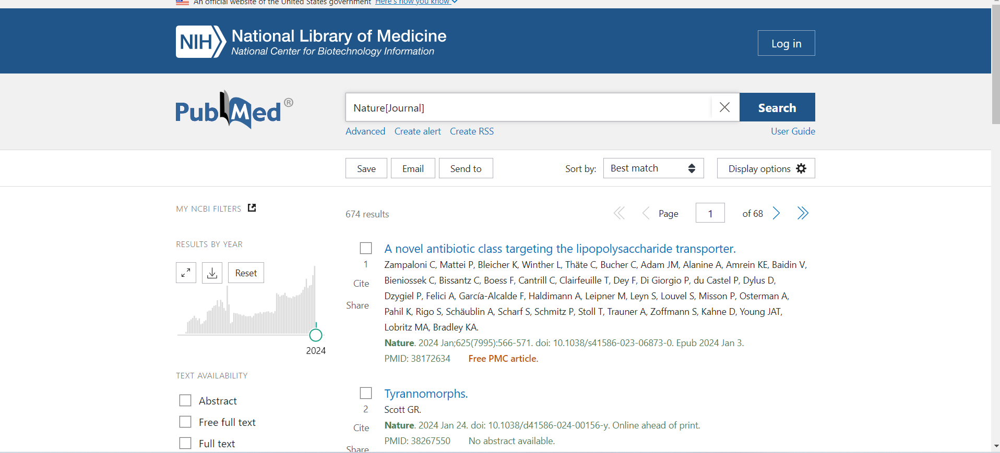 An official website of the United States government Here's how you know
NIH National Library of Medicine
National Center for Biotechnology Information
Log in
PubMed®
Nature[Journal]
Search
Advanced Create alert Create RSS User Guide
Save Email Send to Sort by: Best match Display options
MY NCBI FILTERS
674 results
Page 1 of 68
RESULTS BY YEAR
Reset
2024
TEXT AVAILABILITY
Abstract
Free full text
Full text
A novel antibiotic class targeting the lipopolysaccharide transporter.
1
Cite
Share
Zampaloni C, Mattei P, Bleicher K, Winther L, Thäte C, Bucher C, Adam JM, Alanine A, Amrein KE, Baidin V,
Bieniossek C, Bissantz C, Boess F, Cantrill C, Clairfeuille T, Dey F, Di Giorgio P, du Castel P, Dylus D,
Dzygiel P, Felici A, García-Alcalde F, Haldimann A, Leipner M, Leyn S, Louvel S, Misson P, Osterman A,
Pahil K, Rigo S, Schäublin A, Scharf S, Schmitz P, Stoll T, Trauner A, Zoffmann S, Kahne D, Young JAT,
Lobritz MA, Bradley KA.
Nature. 2024 Jan;625(7995):566-571. doi: 10.1038/s41586-023-06873-0. Epub 2024 Jan 3.
PMID: 38172634 Free PMC article.
Tyrannomorphs.
2
Cite
Share
Scott GR.
Nature. 2024 Jan 24. doi: 10.1038/d41586-024-00156-y. Online ahead of print.
PMID: 38267550 No abstract available.